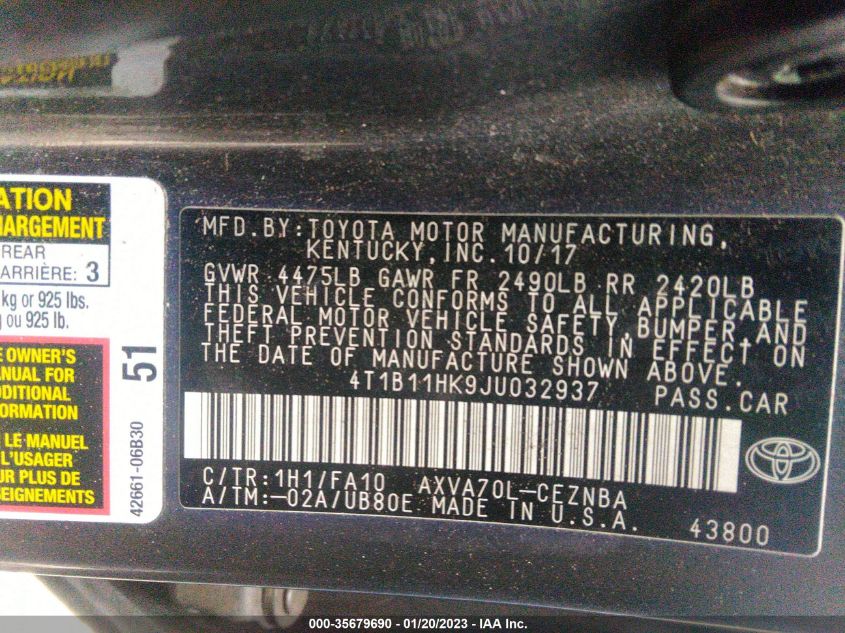 ATION
HARGEMENT
REAR
ARRIÈRE: 3
kg or 925 lbs.
ou 925 lb.
E OWNER'S
ANUAL FOR
DDITIONAL
FORMATION
LE MANUEL
L'USAGER
PLUS DE
51
42661-06B30
MFD.BY:TOYOTA MOTOR MANUFACTURING,
KENTUCKY, INC. 10/17
GVWR 4475LB GAWR FR 2490LB RR 2420LB
THIS VEHICLE CONFORMS TO ALL APPLICABLE
FEDERAL MOTOR VEHICLE SAFETY, BUMPER, AND
THEFT PREVENTION STANDARDS IN EFFECT ON
THE DATE OF MANUFACTURE SHOWN ABOVE.
4T1B11HK9JU032937 PASS.CAR
C/TR:1H1/FA10 AXVA70L-CEZNBA
A/TM:-02A/UB80E MADE IN U.S.A.
43800
000-35679690 - 01/20/2023 - IAA Inc.